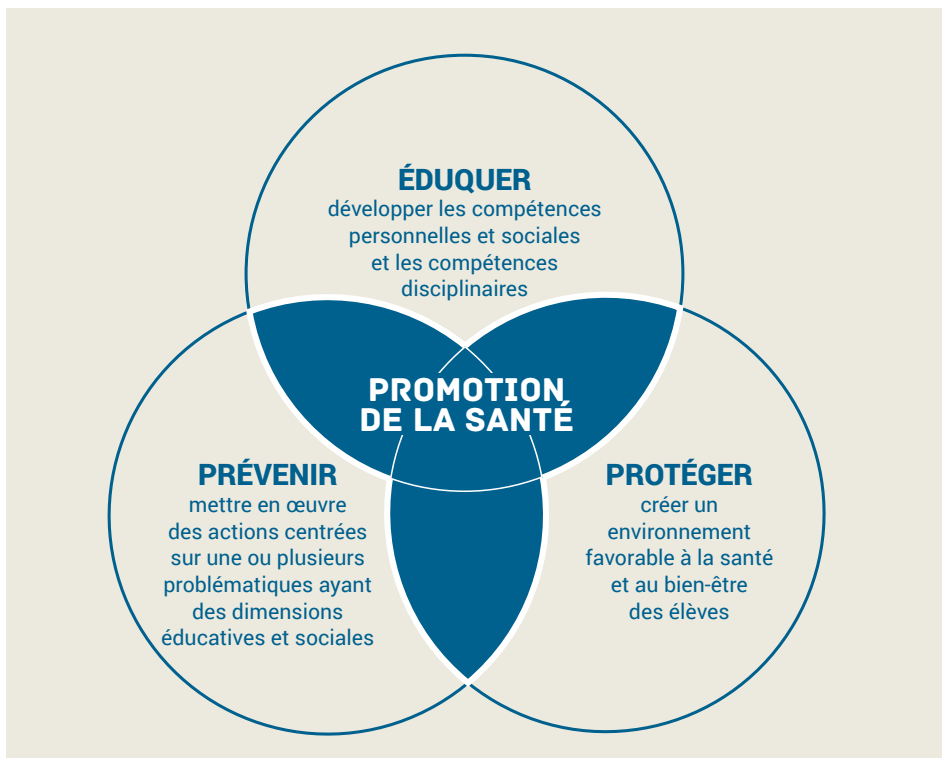 ÉDUQUER
développer les compétences
personnelles et sociales
et les compétences
disciplinaires
PROMOTION
DE LA SANTÉ
PRÉVENIR
mettre en œuvre
des actions centrées
sur une ou plusieurs
problématiques ayant
des dimensions
éducatives et sociales
PROTÉGER
créer un
environnement
favorable à la santé
et au bien-être
des élèves